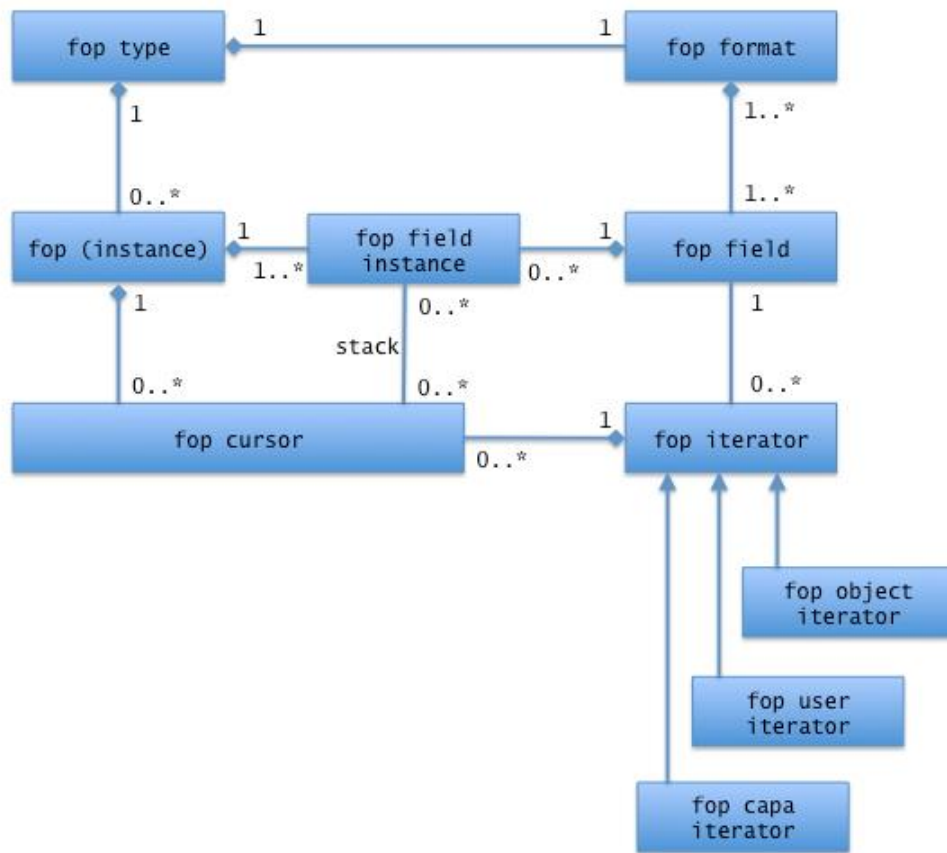 fop type
1
1
fop format
1
1..*
0..*
1..*
fop (instance)
1
1..*
fop field
instance
1
0..*
fop field
1
0..*
1
stack
0..*
0..*
0..*
fop cursor
0..*
1
fop iterator
fop object
iterator
fop user
iterator
fop capa
iterator